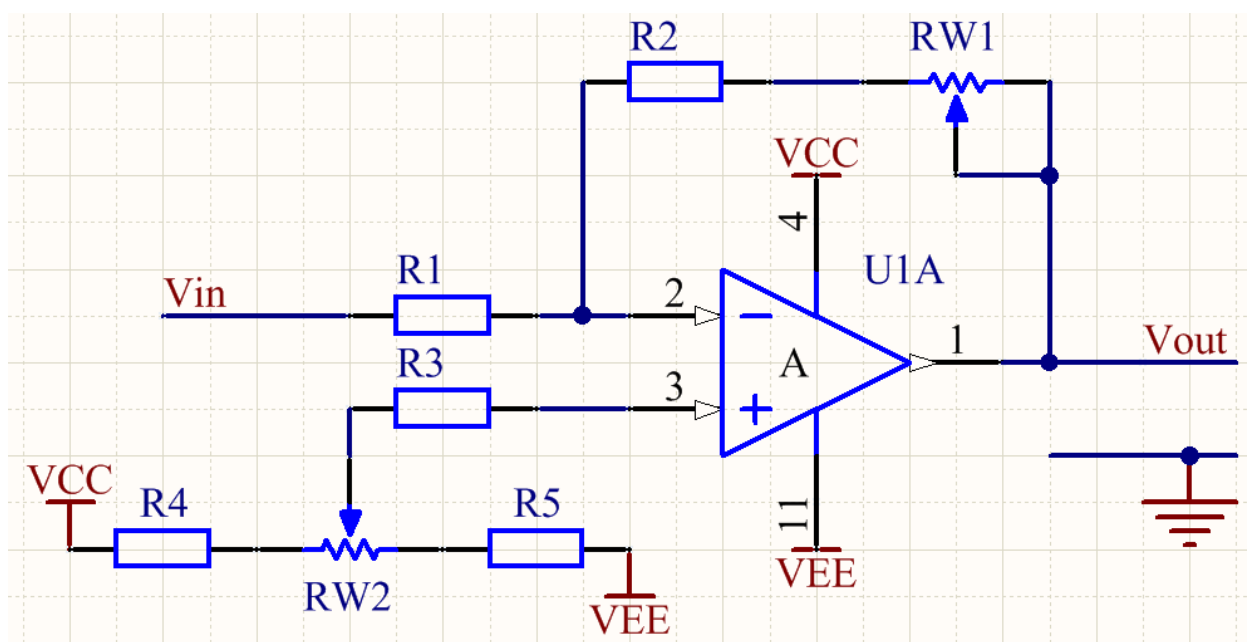 R2
RW1
VCC
4
U1A
Vin
R1
2
−
A
1
Vout
R3
3
+
VCC
R4
R5
11
RW2
VEE
VEE